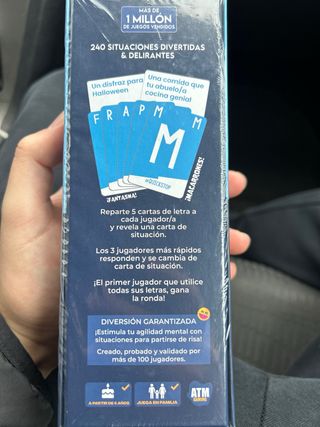 MÁS DE
1 MILLÓN
DE JUEGOS VENDIDOS
240 SITUACIONES DIVERTIDAS
& DELIRANTES
Un disfraz para
Halloween
Una comida que
tu abuelo/a
cocina genial
F R A P M M
M
#QUICKSTOP
¡FANTASMA!
¡MACARRONES!
Reparte 5 cartas de letra a
cada jugador/a
y revela una carta de
situación.
Los 3 jugadores más rápidos
responden y se cambia de
carta de situación.
¡El primer jugador que utilice
todas sus letras, gana
la ronda!
DIVERSIÓN GARANTIZADA
¡Estimula tu agilidad mental con
situaciones para partirse de risa!
Creado, probado y validado por
más de 100 jugadores.
A PARTIR DE 8 AÑOS
JUEGA EN FAMILIA
ATM
GAMING